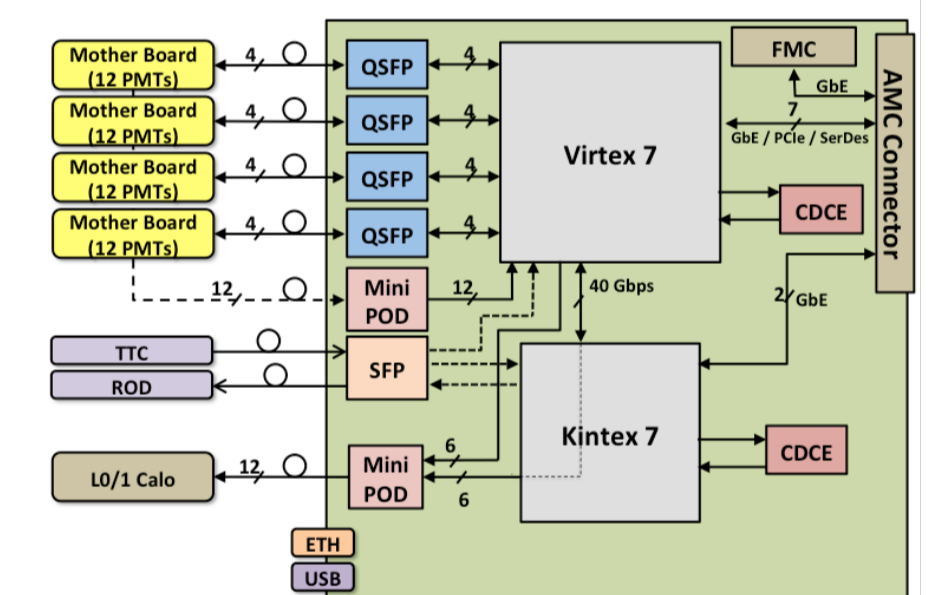 Mother Board
(12 PMTs)
4
QSFP
4
Mother Board
(12 PMTs)
4
QSFP
4
Mother Board
(12 PMTs)
4
QSFP
4
Mother Board
(12 PMTs)
4
QSFP
4
12
Mini
POD
12
TTC
ROD
SFP
L0/1 Calo
12
Mini
POD
6
6
ETH
USB
Virtex 7
40 Gbps
Kintex 7
FMC
GbE
7
GbE / PCIe / SerDes
CDCE
2
GbE
CDCE
AMC Connector